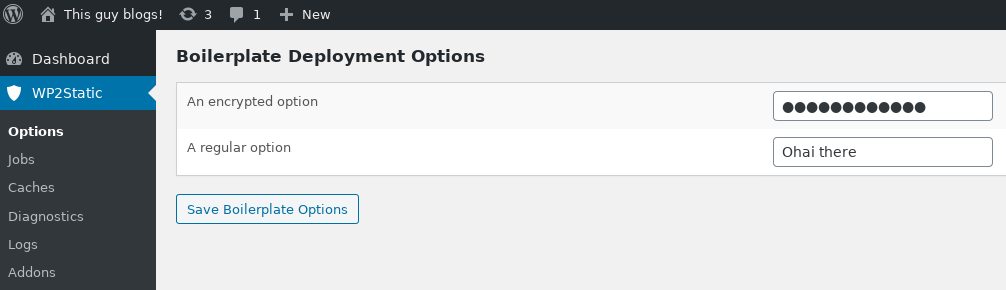 This guy blogs! 3 1 New
Dashboard
WP2Static
Options
Jobs
Caches
Diagnostics
Logs
Addons
Boilerplate Deployment Options
An encrypted option ●●●●●●●●●●●●
A regular option Ohai there
Save Boilerplate Options